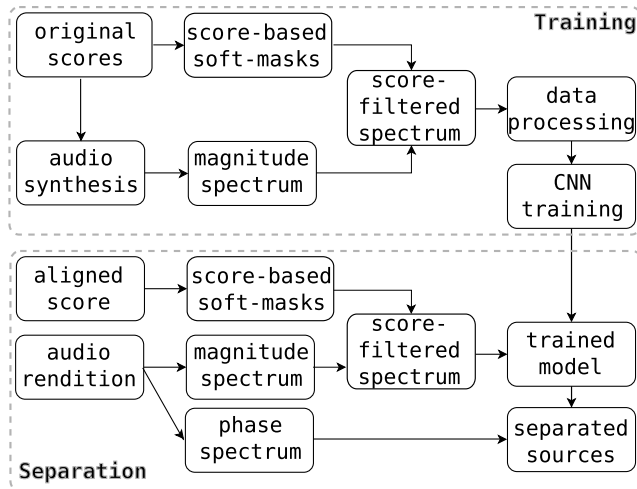 Training
original
scores
score-based
soft-masks
score-
filtered
spectrum
data
processing
audio
synthesis
magnitude
spectrum
CNN
training
aligned
score
score-based
soft-masks
score-
filtered
spectrum
trained
model
audio
rendition
magnitude
spectrum
phase
spectrum
separated
sources
Separation